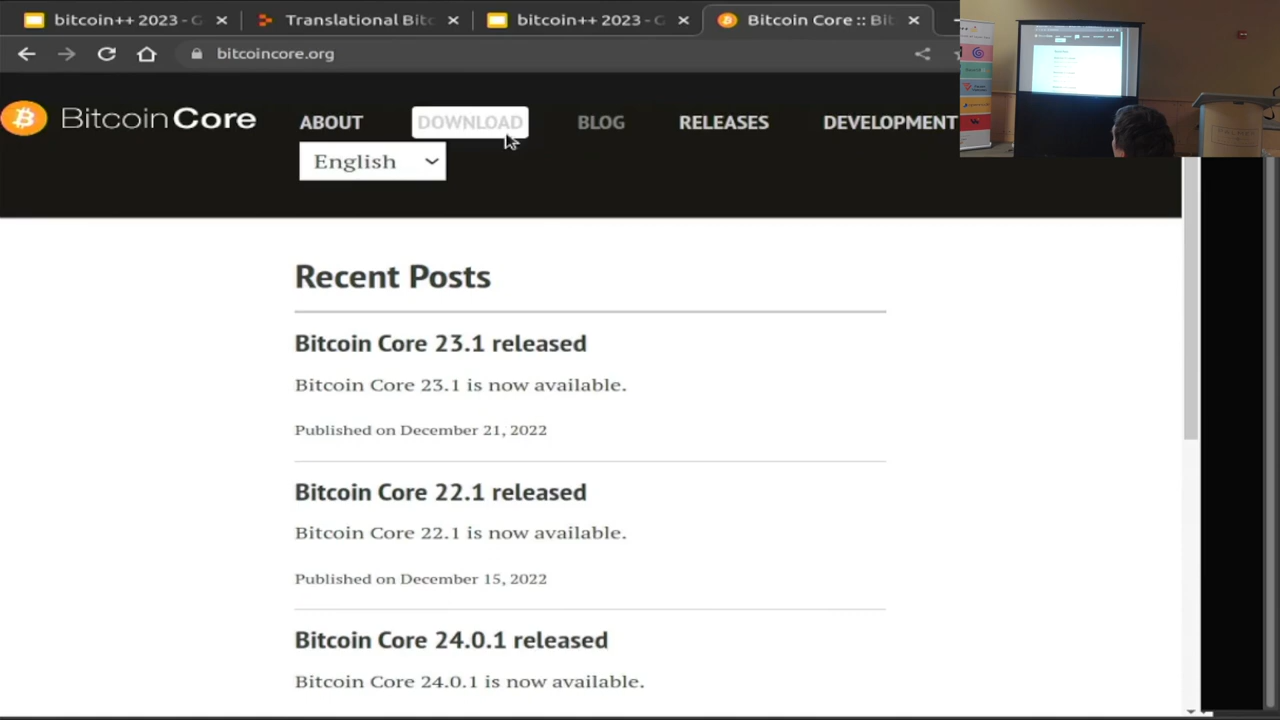 bitcoin++ 2023 - G
Translational Bitc
bitcoin++ 2023 - G
Bitcoin Core :: Bit
bitcoincore.org
BitcoinCore
ABOUT
DOWNLOAD
BLOG
RELEASES
DEVELOPMENT
English
Recent Posts
Bitcoin Core 23.1 released
Bitcoin Core 23.1 is now available.
Published on December 21, 2022
Bitcoin Core 22.1 released
Bitcoin Core 22.1 is now available.
Published on December 15, 2022
Bitcoin Core 24.0.1 released
Bitcoin Core 24.0.1 is now available.